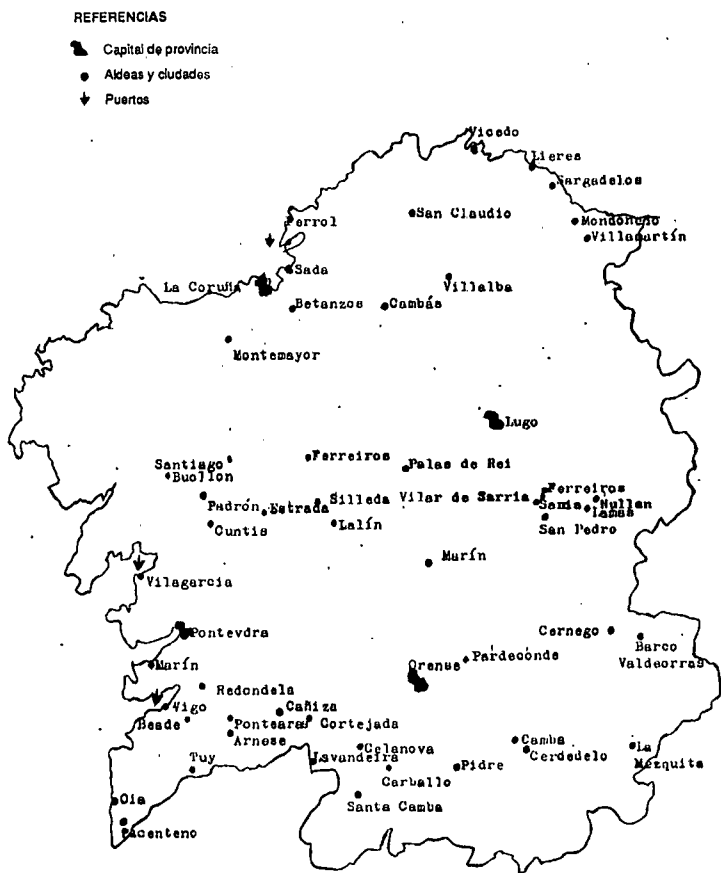 REFERENCIAS
Capital de provincia
Aldeas y ciudades
Puertos
Vicedo
Lieres
Sargadelos
San Claudio
Mondoñedo
Villamartín
Ferrol
Sada
La Coruña
Villalba
Betanzos
Cambás
Montemayor
Lugo
Santiago
Ferreiros
Buollon
Palas de Rei
Ferreiros
Padrón
Estrada
Silleda
Vilar de Sarria
Samia
Nullan
Lamas
Cuntis
Lalín
San Pedro
Marín
Vilagarcia
Pontevdra
Cernego
Barco
Valdeorras
Marín
Orense
Pardeconde
Redondela
Vigo
Cañiza
Beade
Ponteareas
Cortejada
Arnose
Camba
Cerdedelo
La
Mezquita
Celanova
Lavandeira
Tuy
Carballo
Pidre
Santa Camba
Oia
Acenteno